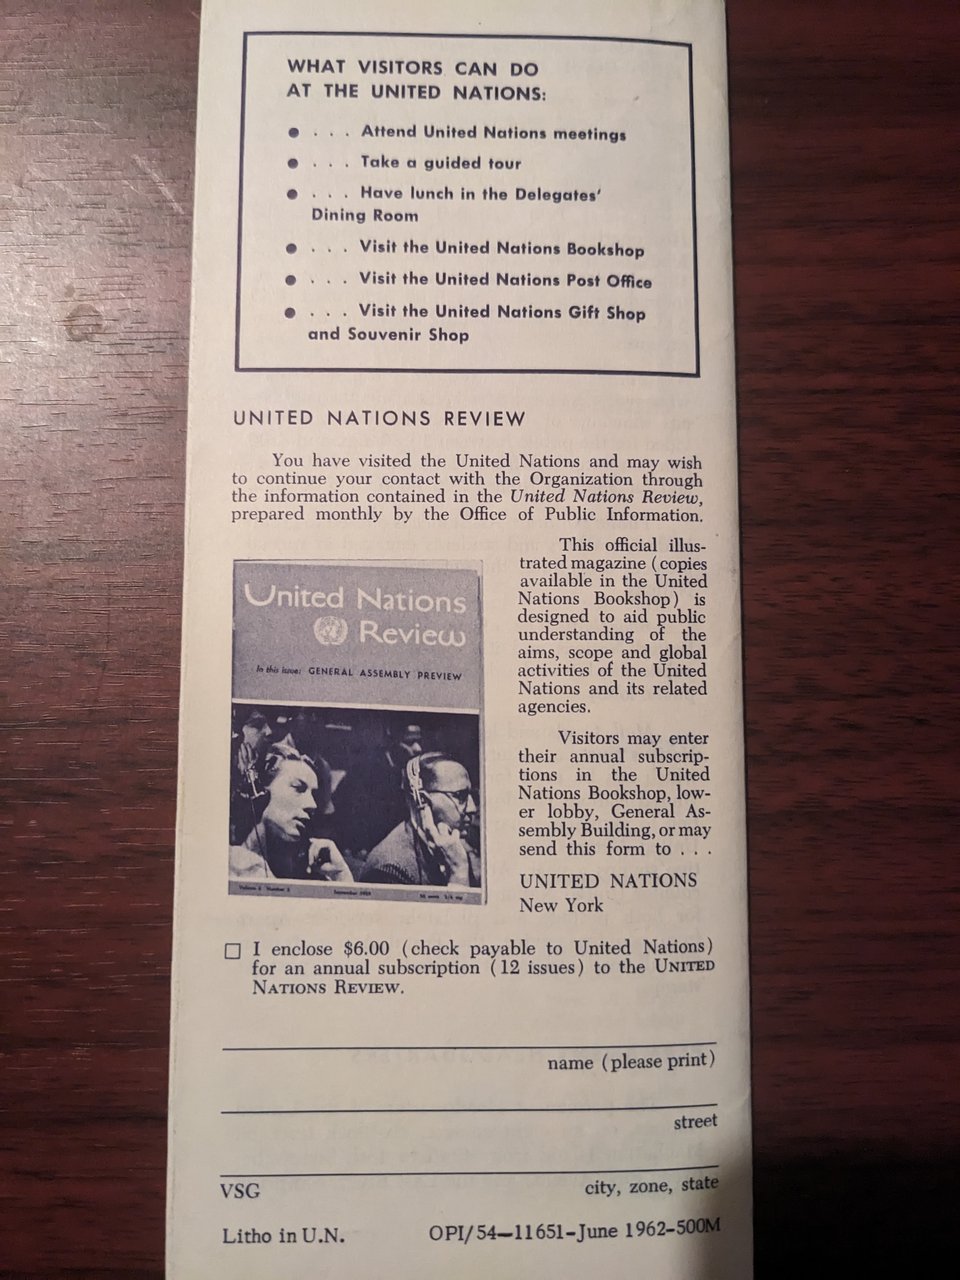 WHAT VISITORS CAN DO
AT THE UNITED NATIONS:
● . . . Attend United Nations meetings
● . . . Take a guided tour
● . . . Have lunch in the Delegates'
Dining Room
● . . . Visit the United Nations Bookshop
● . . . Visit the United Nations Post Office
● . . . Visit the United Nations Gift Shop
and Souvenir Shop
UNITED NATIONS REVIEW
You have visited the United Nations and may wish
to continue your contact with the Organization through
the information contained in the United Nations Review,
prepared monthly by the Office of Public Information.
United Nations
Review
In this issue: GENERAL ASSEMBLY PREVIEW
September 1959
This official illus-
trated magazine (copies
available in the United
Nations Bookshop) is
designed to aid public
understanding of the
aims, scope and global
activities of the United
Nations and its related
agencies.
Visitors may enter
their annual subscrip-
tions in the United
Nations Bookshop, low-
er lobby, General As-
sembly Building, or may
send this form to . . .
UNITED NATIONS
New York
☐ I enclose $6.00 (check payable to United Nations)
for an annual subscription (12 issues) to the UNITED
NATIONS REVIEW.
name (please print)
street
VSG city, zone, state
Litho in U.N. OPI/54—11651–June 1962–500M